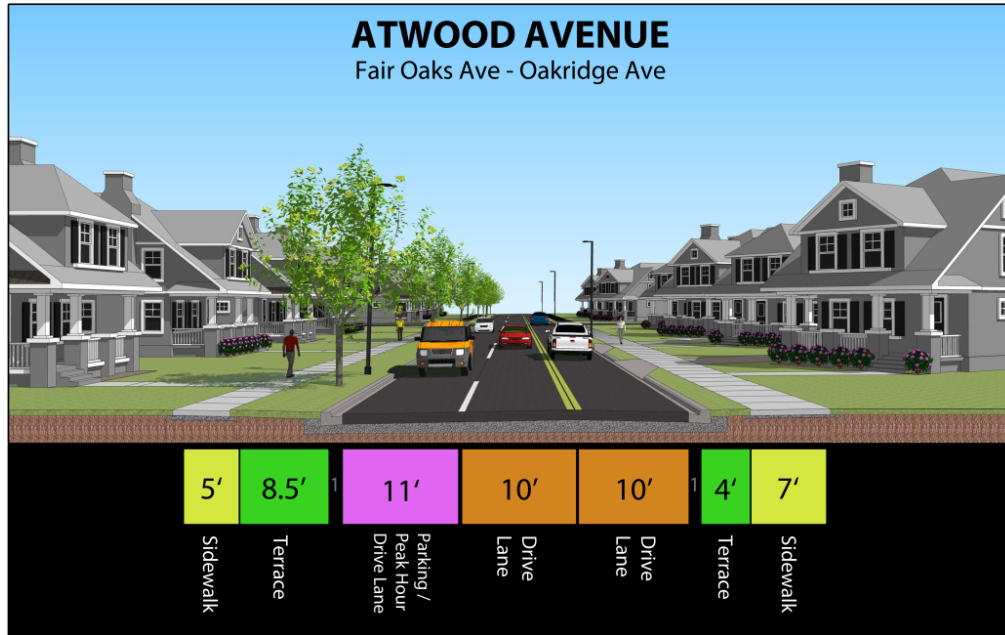 ATWOOD AVENUE
Fair Oaks Ave - Oakridge Ave
5‘
8.5’
1
11‘
10’
10‘
1
4‘
7‘
Sidewalk
Terrace
Parking /
Peak Hour
Drive Lane
Drive
Lane
Drive
Lane
Terrace
Sidewalk